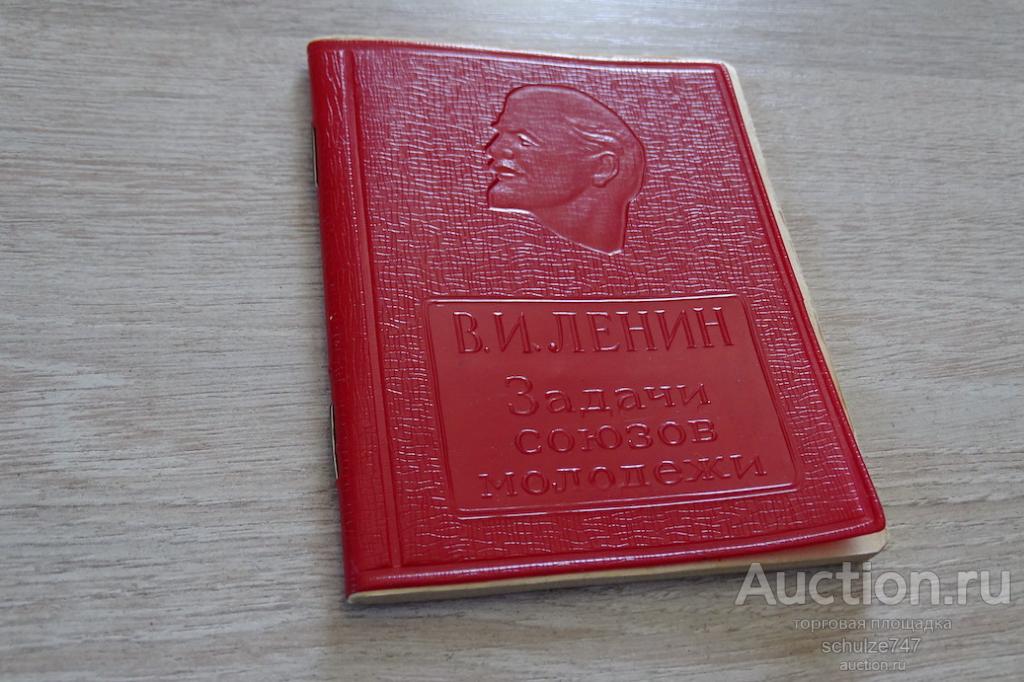 В.И.ЛЕНИН
Задачи
союзов
молодежи
Auction.ru
торговая площадка
schulze747
auction.ru